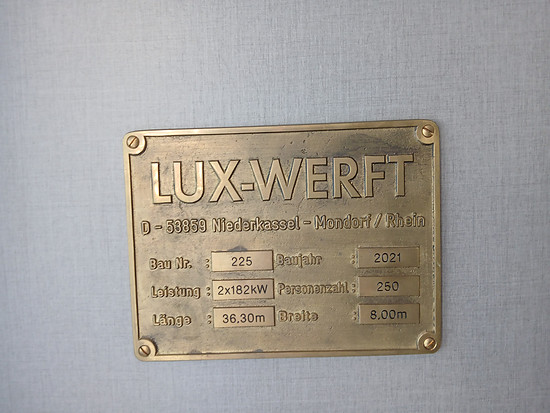 LUX-WERFT
D - 53859 Niederkassel - Mondorf / Rhein
Bau Nr. : 225 Baujahr : 2021
Leistung : 2x182kW Personenzahl : 250
Länge : 36,30m Breite : 8,00m